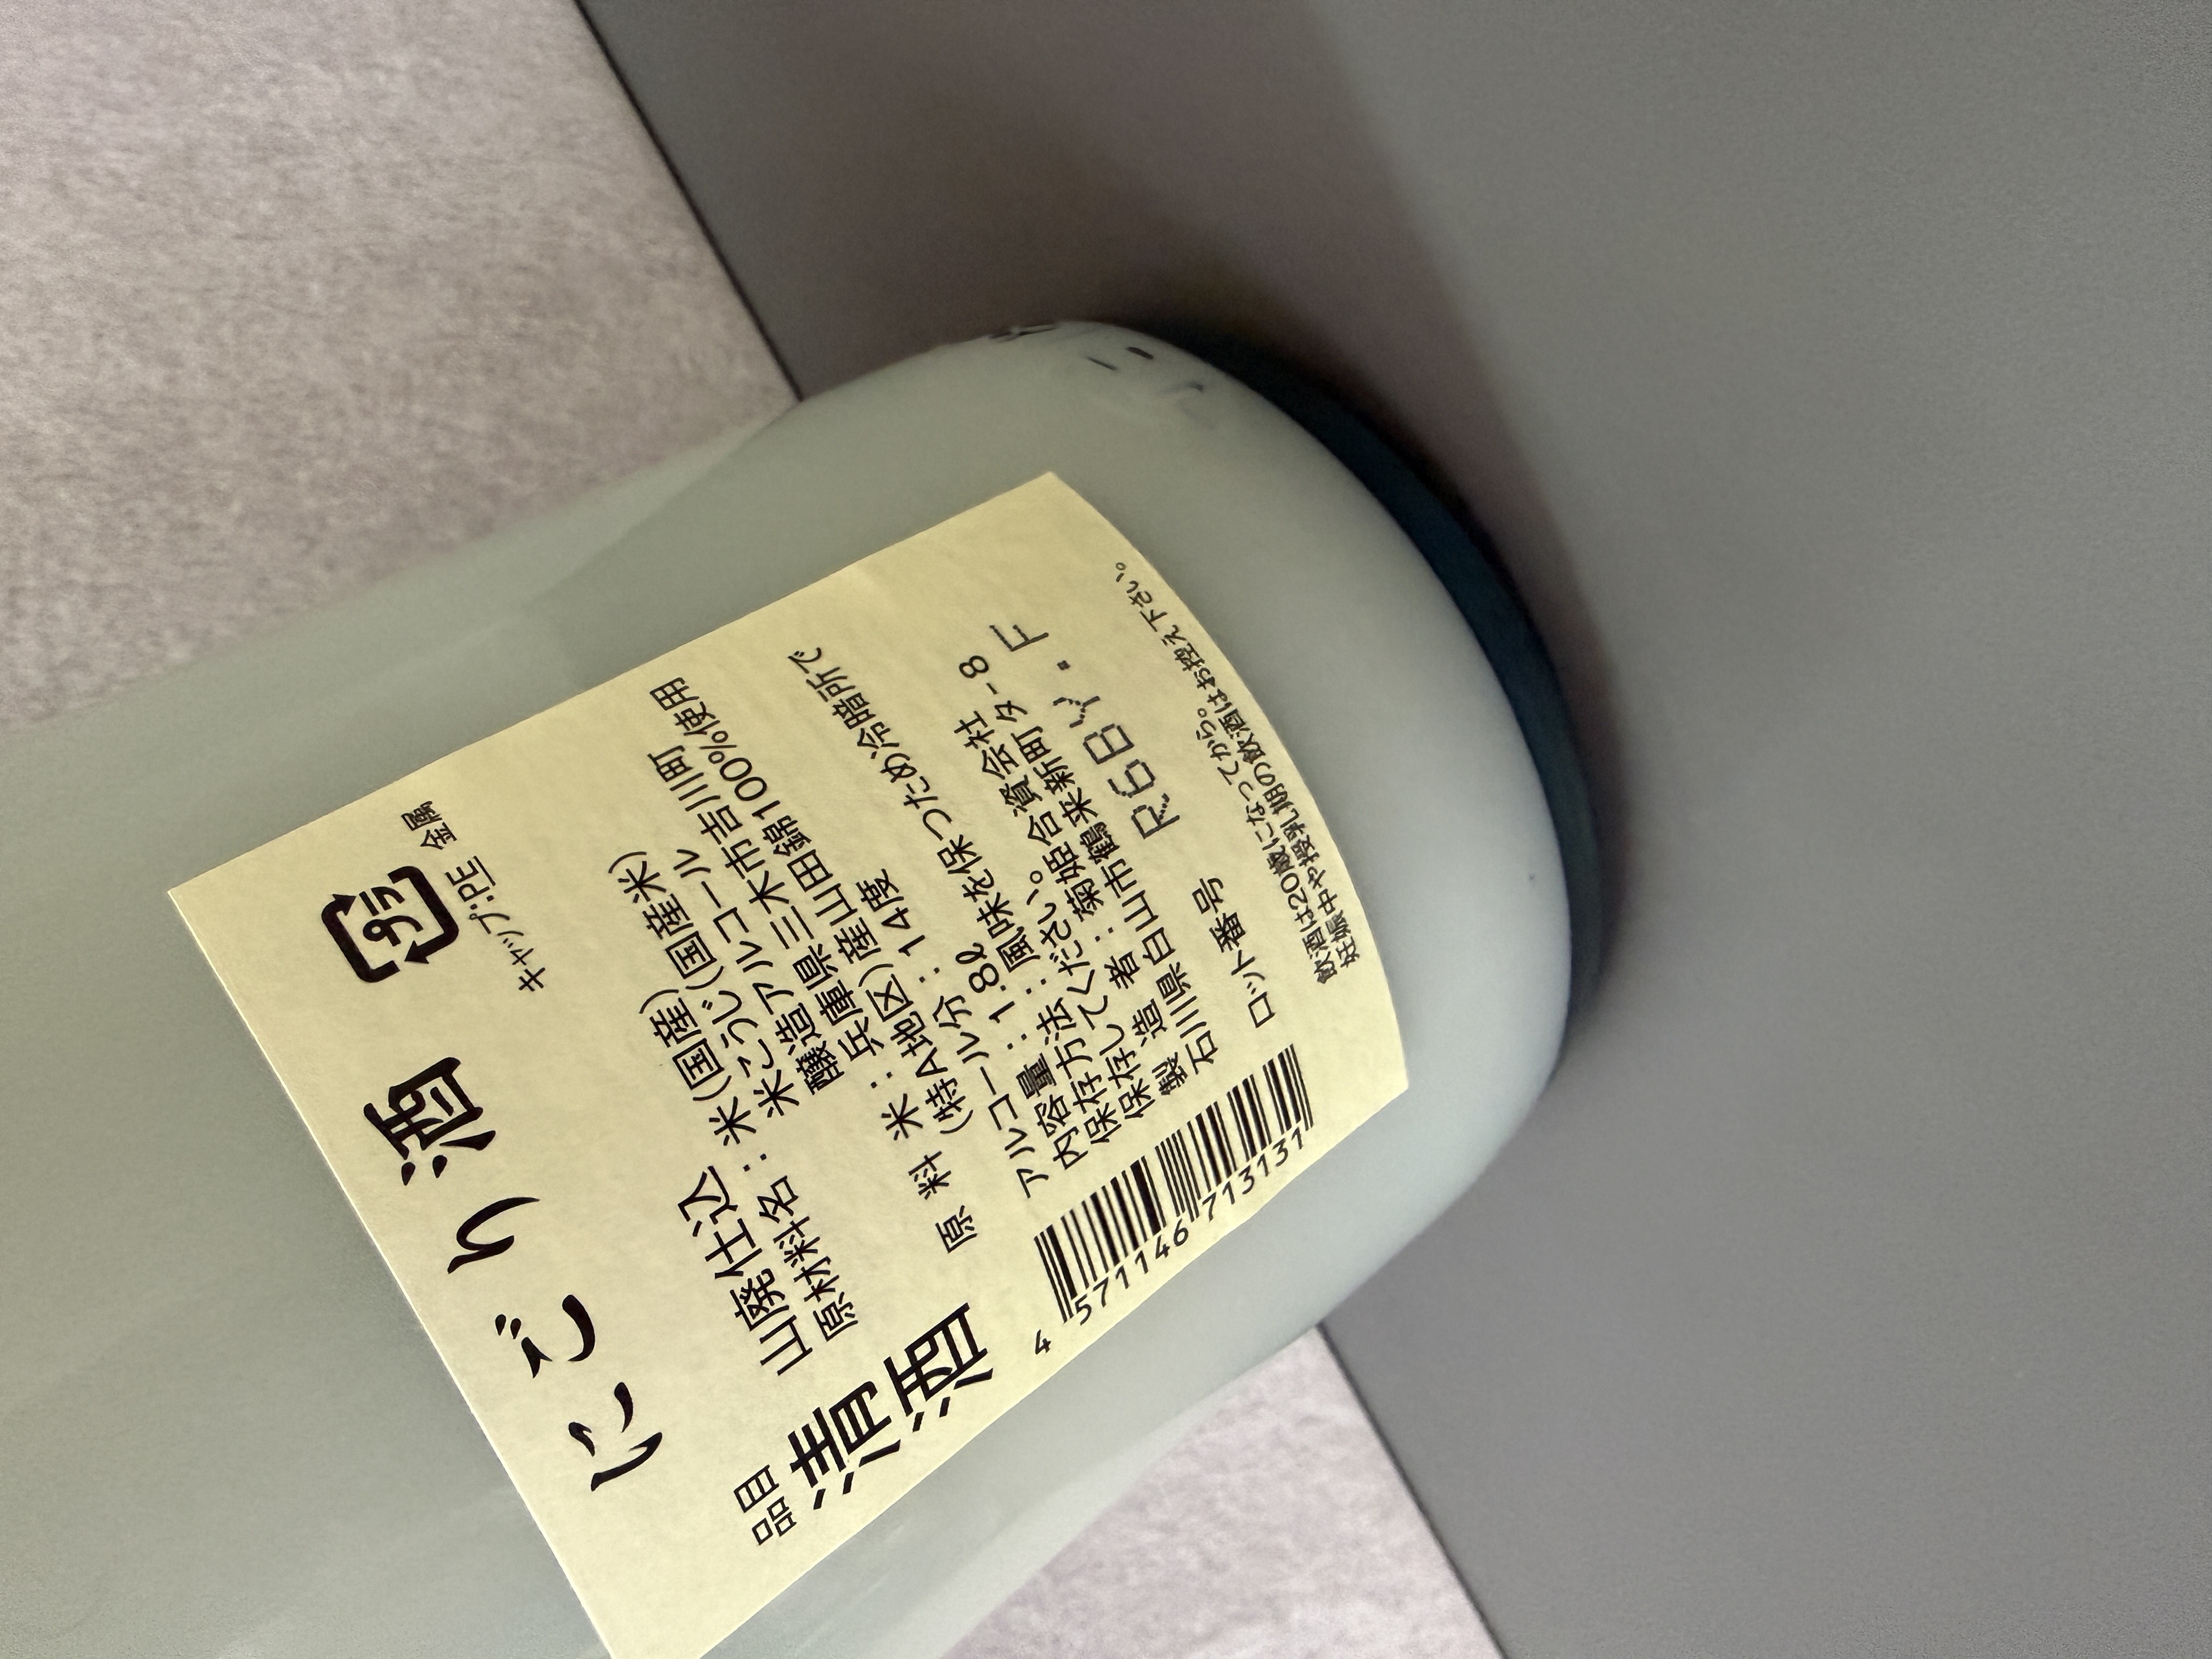 にごり酒
プラ
キャップ:PE 金属
品目
清酒
山廃仕込
原材料名:米(国産)米こうじ(国産米)
醸造アルコール
原料米:兵庫県三木市吉川町
(特A地区)産山田錦100%使用
アルコール分:14度
内容量:1.8ℓ
保存方法:風味を保つため冷暗所で
保存してください。
製造者:菊姫合資会社
石川県白山市鶴来新町タ-8
ロット番号 R6BY.F
飲酒は20歳になってから。
妊娠中や授乳期の飲酒はお控え下さい。
4 571146 713131